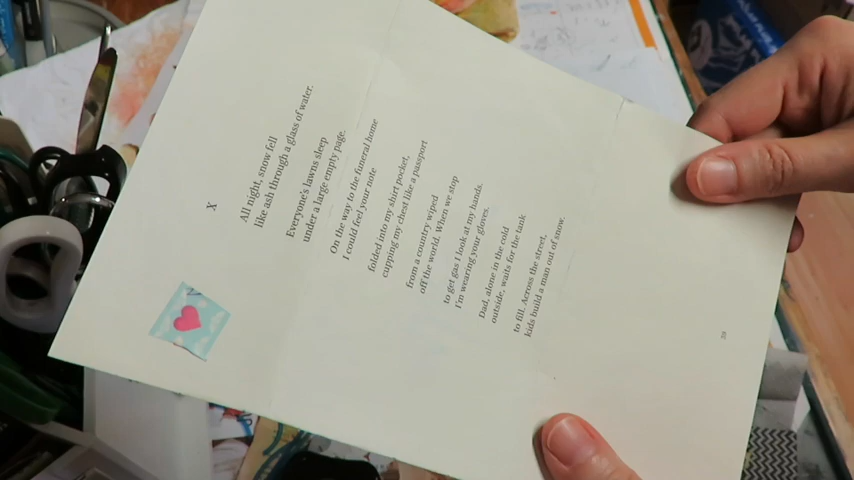 X
All night, snow fell
like ash through a glass of water.
Everyone's lawns sleep
under a large empty page.
On the way to the funeral home
I could feel your note
folded into my shirt pocket,
cupping my chest like a passport
from a country wiped
off the world. When we stop
to get gas I look at my hands.
I'm wearing your gloves.
Dad, alone in the cold
outside, waits for the tank
to fill. Across the street,
kids build a man out of snow.